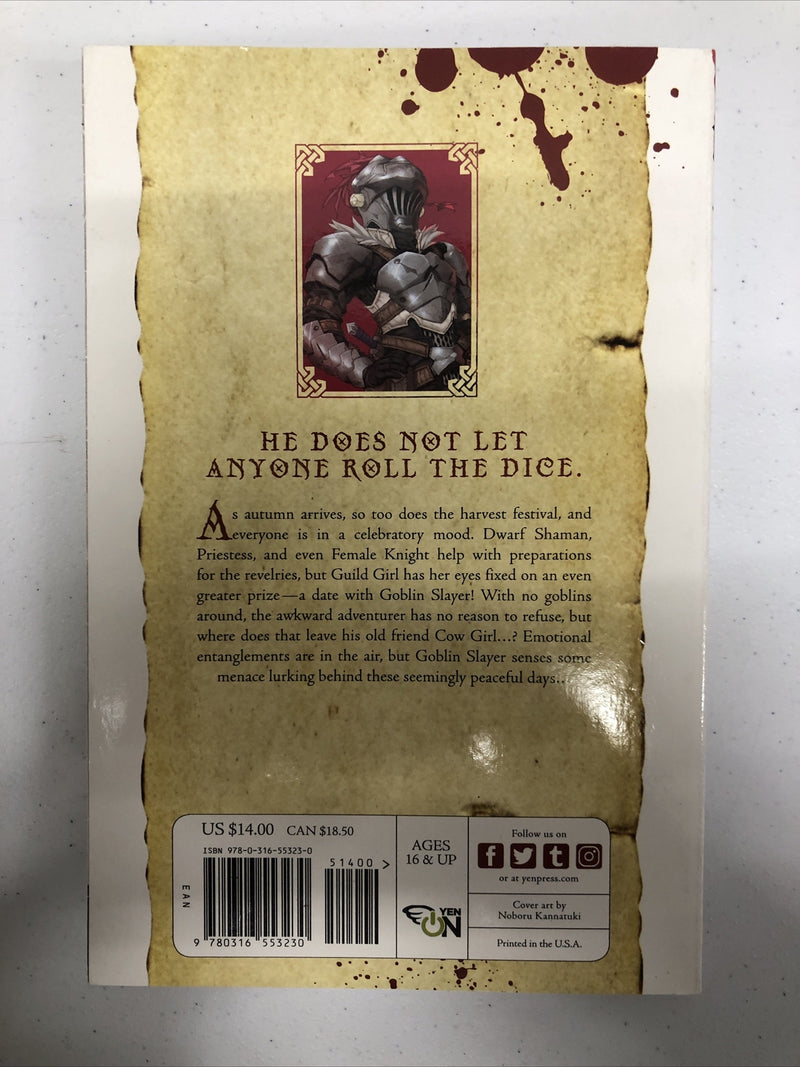 HE DOES NOT LET
ANYONE ROLL THE DICE.
As autumn arrives, so too does the harvest festival, and
everyone is in a celebratory mood. Dwarf Shaman,
Priestess, and even Female Knight help with preparations
for the revelries, but Guild Girl has her eyes fixed on an even
greater prize—a date with Goblin Slayer! With no goblins
around, the awkward adventurer has no reason to refuse, but
where does that leave his old friend Cow Girl...? Emotional
entanglements are in the air, but Goblin Slayer senses some
menace lurking behind these seemingly peaceful days...
US $14.00 CAN $18.50
ISBN 978-0-316-55323-0
51400 >
EAN
9 780316 553230
AGES
16 & UP
YEN
ON
Follow us on
f t
or at yenpress.com
Cover art by
Noboru Kannatuki
Printed in the U.S.A.